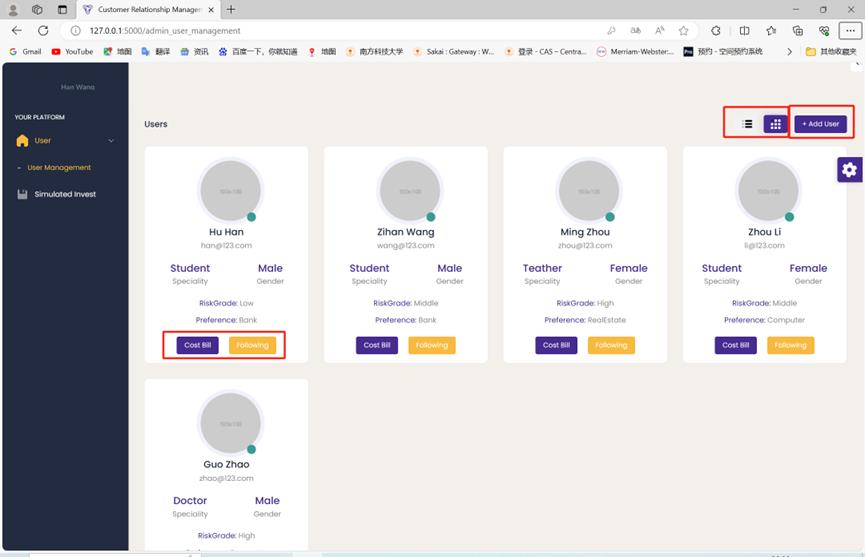 Customer Relationship Managem
127.0.0.1:5000/admin_user_management
Gmail YouTube 地图 翻译 资讯 百度一下，你就知道 地图 南方科技大学 Sakai : Gateway : W... 登录 - CAS – Centra... Merriam-Webster:... Pro 预约 - 空间预约系统 其他收藏夹
Han Wang
YOUR PLATFORM
User
- User Management
Simulated Invest
Users
+ Add User
Hu Han
han@123.com
Student Male
Speciality Gender
RiskGrade: Low
Preference: Bank
Cost Bill Following
Zihan Wang
wang@123.com
Student Male
Speciality Gender
RiskGrade: Middle
Preference: Bank
Cost Bill Following
Ming Zhou
zhou@123.com
Teather Female
Speciality Gender
RiskGrade: High
Preference: RealEstate
Cost Bill Following
Zhou Li
li@123.com
Student Female
Speciality Gender
RiskGrade: Middle
Preference: Computer
Cost Bill Following
Guo Zhao
zhao@123.com
Doctor Male
Speciality Gender
RiskGrade: High